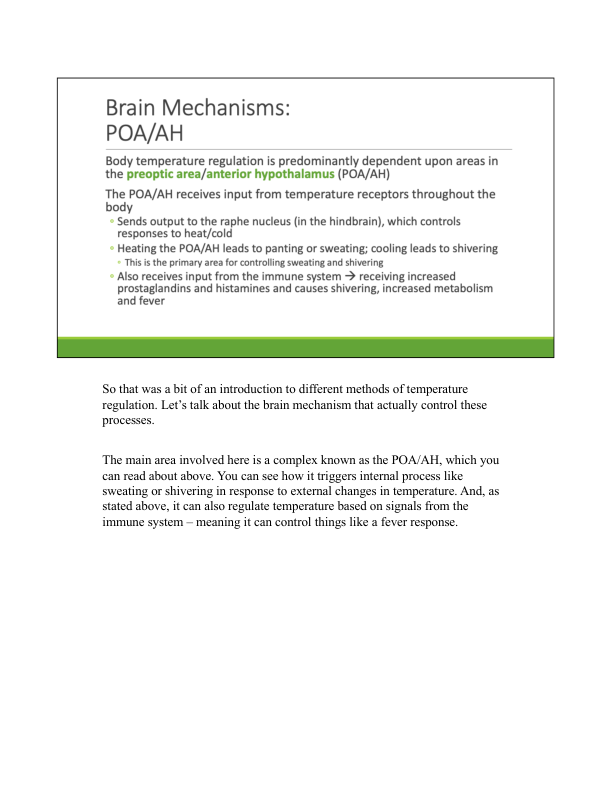 Brain Mechanisms:
POA/AH
Body temperature regulation is predominantly dependent upon areas in
the preoptic area/anterior hypothalamus (POA/AH)
The POA/AH receives input from temperature receptors throughout the
body
• Sends output to the raphe nucleus (in the hindbrain), which controls
responses to heat/cold
• Heating the POA/AH leads to panting or sweating; cooling leads to shivering
• This is the primary area for controlling sweating and shivering
• Also receives input from the immune system → receiving increased
prostaglandins and histamines and causes shivering, increased metabolism
and fever
So that was a bit of an introduction to different methods of temperature
regulation. Let’s talk about the brain mechanism that actually control these
processes.
The main area involved here is a complex known as the POA/AH, which you
can read about above. You can see how it triggers internal process like
sweating or shivering in response to external changes in temperature. And, as
stated above, it can also regulate temperature based on signals from the
immune system – meaning it can control things like a fever response.